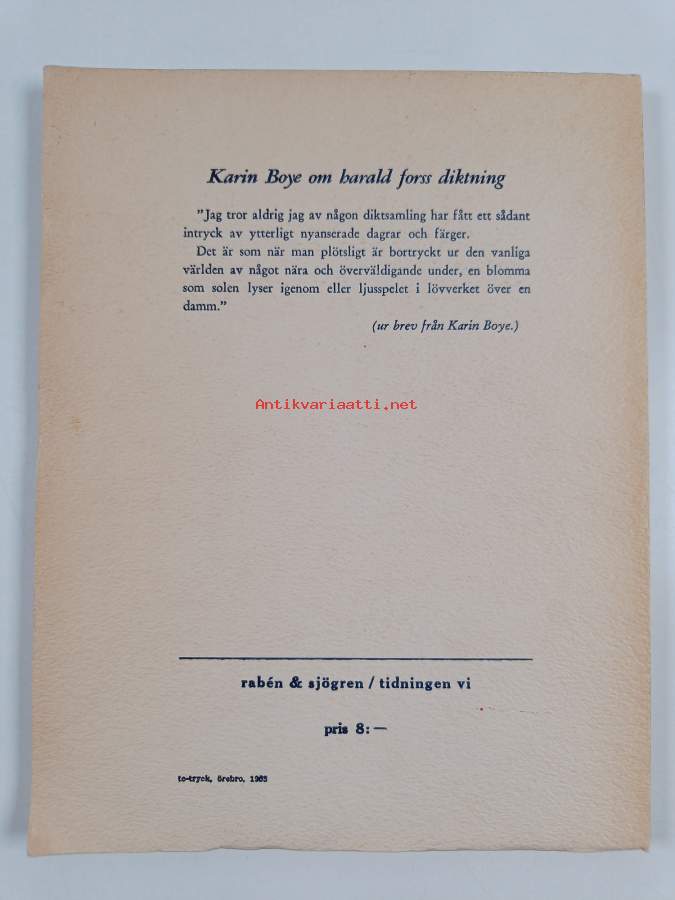 Karin Boye om harald forss diktning
"Jag tror aldrig jag av någon diktsamling har fått ett sådant
intryck av ytterligt nyanserade dagrar och färger.
Det är som när man plötsligt är bortryckt ur den vanliga
världen av något nära och överväldigande under, en blomma
som solen lyser igenom eller ljusspelet i lövverket över en
damm."
(ur brev från Karin Boye.)
Antikvariaatti.net
rabén & sjögren / tidningen vi
pris 8: —
to-tryck, örebro, 1963